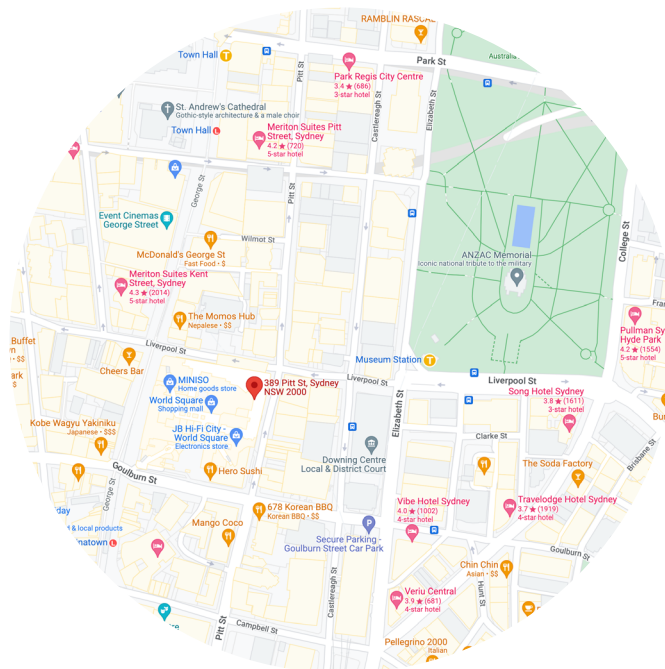 RAMBLIN RASCAL
Town Hall
Park St
Australia
Pitt St
Park Regis City Centre
3.4 ★ (686)
3-star hotel
Castlereagh St
Elizabeth St
St. Andrew's Cathedral
Gothic-style architecture & a male choir
Town Hall
Meriton Suites Pitt
Street, Sydney
4.2 ★ (720)
5-star hotel
George St
Pitt St
Event Cinemas
George Street
Wilmot St
McDonald's George St
Fast Food • $
ANZAC Memorial
Iconic national tribute to the military
College St
Meriton Suites Kent
Street, Sydney
4.3 ★ (2014)
5-star hotel
The Momos Hub
Nepalese • $$
Fran
Pullman Sy
Hyde Park
4.2 ★ (1554)
5-star hotel
Buffet
• $$
Liverpool St
Cheers Bar
Museum Station
ark
MINISO
Home goods store
389 Pitt St, Sydney
NSW 2000
Liverpool St
Liverpool St
World Square
Shopping mall
Song Hotel Sydney
3.8 ★ (1611)
3-star hotel
Elizabeth St
Bu
Kobe Wagyu Yakiniku
Japanese • $$$
JB Hi-Fi City -
World Square
Electronics store
Clarke St
Brisbane St
Downing Centre
Local & District Court
Goulburn St
Hero Sushi
The Soda Factory
George St
678 Korean BBQ
Korean BBQ • $$
Vibe Hotel Sydney
4.0 ★ (1002)
4-star hotel
Travelodge Hotel Sydney
3.7 ★ (1919)
4-star hotel
day
l & local products
natown
Mango Coco
Secure Parking -
Goulburn Street Car Park
Goulburn St
Chin Chin
Asian • $$
Castlereagh St
Veriu Central
3.9 ★ (681)
4-star hotel
Hunt St
Pitt St
Campbell St
Pellegrino 2000
Italian